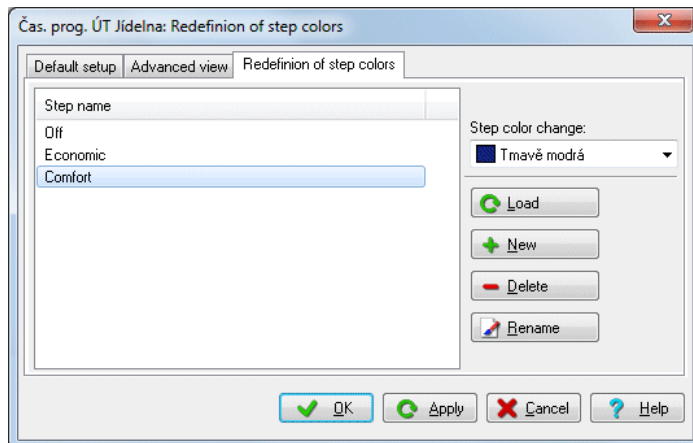 Čas. prog. ÚT Jídelna: Redefinion of step colors
Default setup
Advanced view
Redefinion of step colors
Step name
Off
Economic
Comfort
Step color change:
Tmavě modrá
Load
New
Delete
Rename
OK
Apply
Cancel
Help